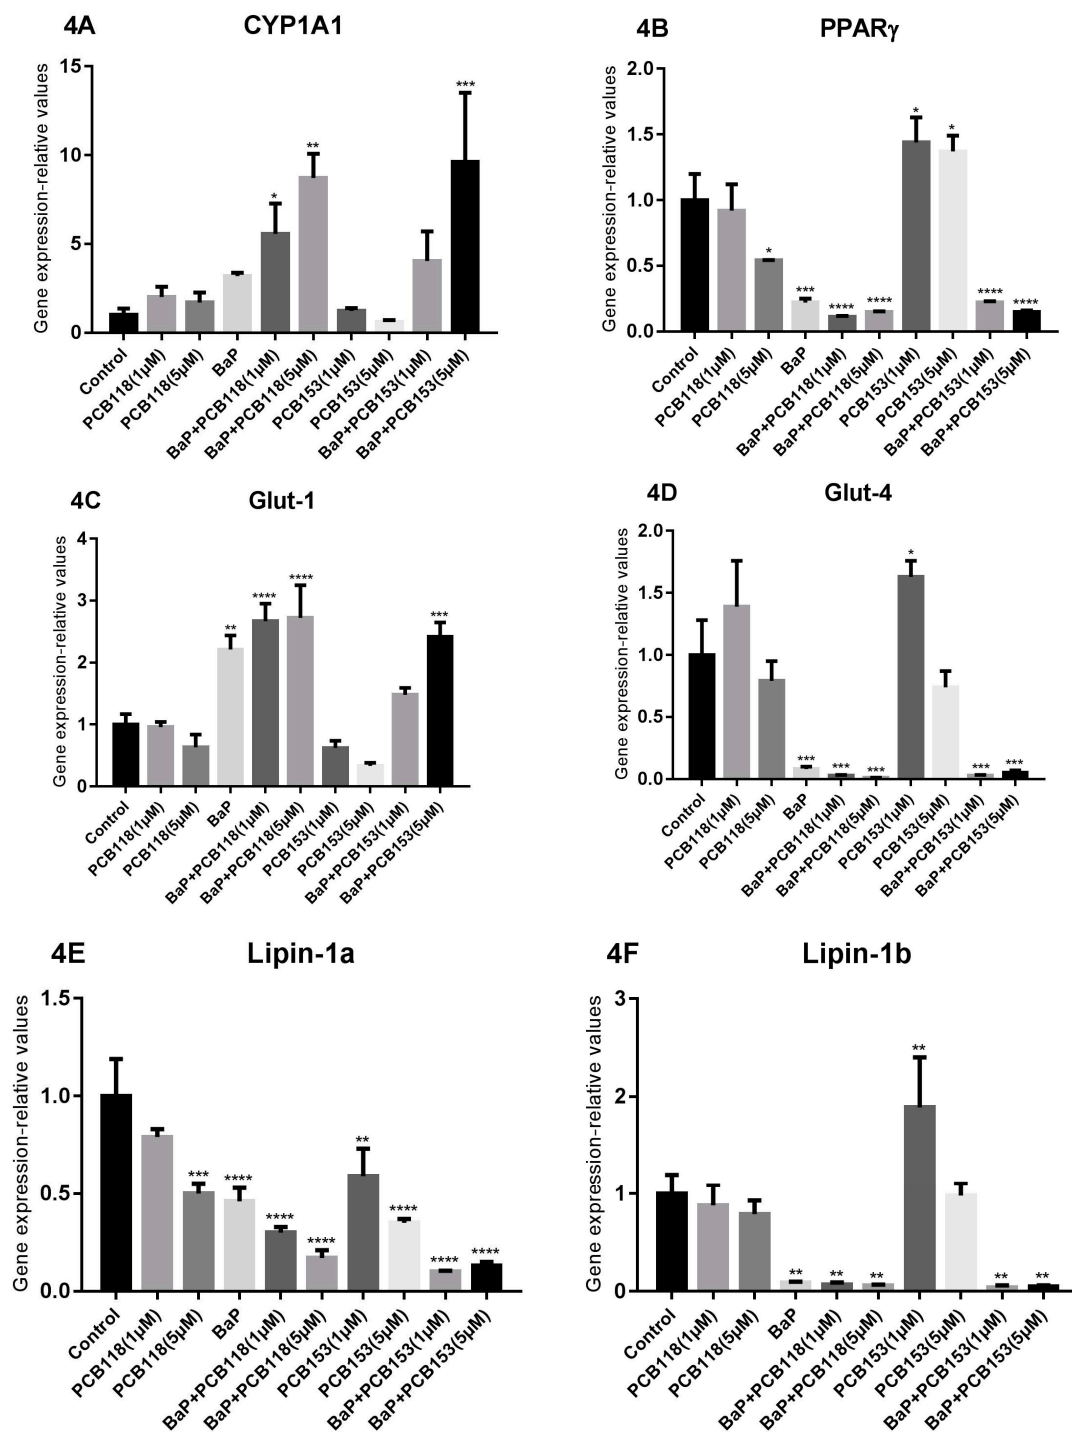 4A
CYP1A1
Gene expression-relative values
15
10
5
0
*
**
***
Control
PCB118(1µM)
PCB118(5µM)
BaP
BaP+PCB118(1µM)
BaP+PCB118(5µM)
PCB153(1µM)
PCB153(5µM)
BaP+PCB153(1µM)
BaP+PCB153(5µM)
4B
PPARγ
Gene expression-relative values
2.0
1.5
1.0
0.5
0.0
*
***
****
****
*
*
****
****
Control
PCB118(1µM)
PCB118(5µM)
BaP
BaP+PCB118(1µM)
BaP+PCB118(5µM)
PCB153(1µM)
PCB153(5µM)
BaP+PCB153(1µM)
BaP+PCB153(5µM)
4C
Glut-1
Gene expression-relative values
4
3
2
1
0
**
****
****
***
Control
PCB118(1µM)
PCB118(5µM)
BaP
BaP+PCB118(1µM)
BaP+PCB118(5µM)
PCB153(1µM)
PCB153(5µM)
BaP+PCB153(1µM)
BaP+PCB153(5µM)
4D
Glut-4
Gene expression-relative values
2.0
1.5
1.0
0.5
0.0
***
***
***
*
***
***
Control
PCB118(1µM)
PCB118(5µM)
BaP
BaP+PCB118(1µM)
BaP+PCB118(5µM)
PCB153(1µM)
PCB153(5µM)
BaP+PCB153(1µM)
BaP+PCB153(5µM)
4E
Lipin-1a
Gene expression-relative values
1.5
1.0
0.5
0.0
***
****
****
****
**
****
****
****
Control
PCB118(1µM)
PCB118(5µM)
BaP
BaP+PCB118(1µM)
BaP+PCB118(5µM)
PCB153(1µM)
PCB153(5µM)
BaP+PCB153(1µM)
BaP+PCB153(5µM)
4F
Lipin-1b
Gene expression-relative values
3
2
1
0
**
**
**
**
**
**
Control
PCB118(1µM)
PCB118(5µM)
BaP
BaP+PCB118(1µM)
BaP+PCB118(5µM)
PCB153(1µM)
PCB153(5µM)
BaP+PCB153(1µM)
BaP+PCB153(5µM)